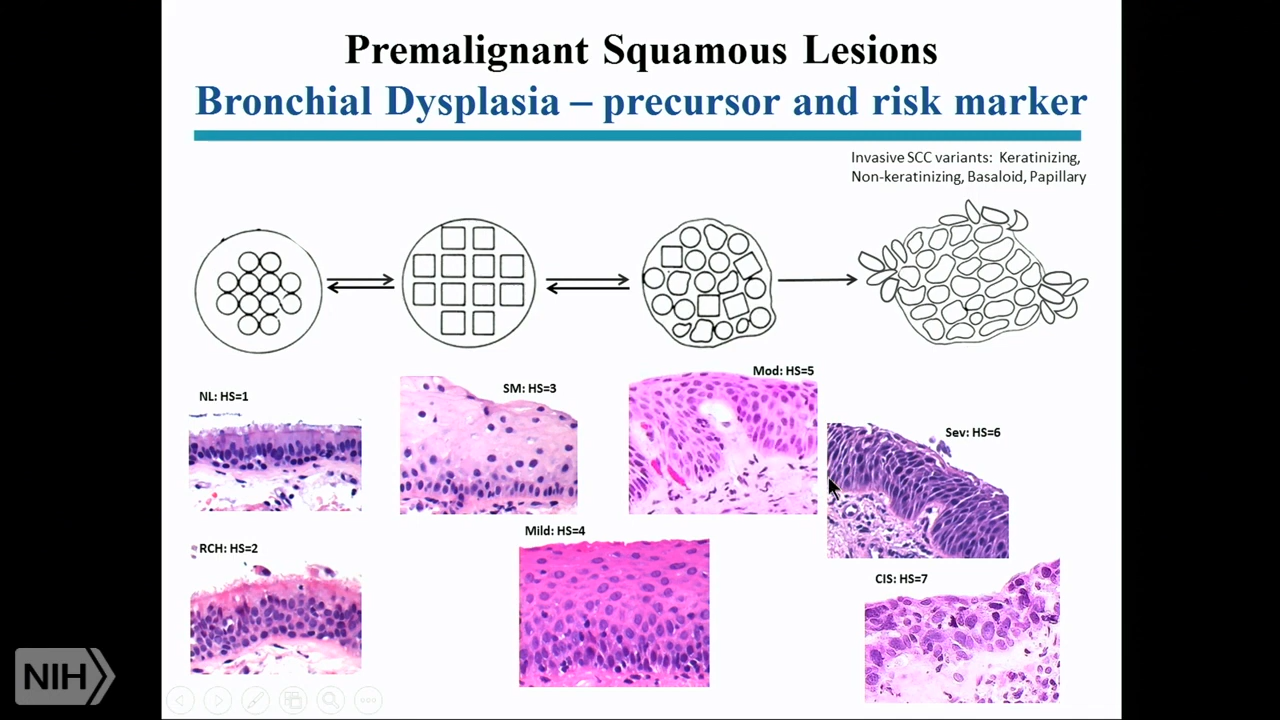 Premalignant Squamous Lesions
Bronchial Dysplasia – precursor and risk marker
Invasive SCC variants: Keratinizing,
Non-keratinizing, Basaloid, Papillary
NL: HS=1
SM: HS=3
Mod: HS=5
Sev: HS=6
RCH: HS=2
Mild: HS=4
CIS: HS=7
NIH